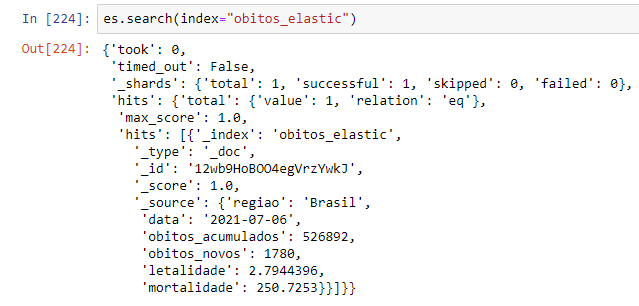 In [224]: es.search(index="obitos_elastic")
Out[224]: {'took': 0,
'timed_out': False,
'_shards': {'total': 1, 'successful': 1, 'skipped': 0, 'failed': 0},
'hits': {'total': {'value': 1, 'relation': 'eq'},
'max_score': 1.0,
'hits': [{'_index': 'obitos_elastic',
'_type': '_doc',
'_id': '12wb9HoBOO4egVrzYwkJ',
'_score': 1.0,
'_source': {'regiao': 'Brasil',
'data': '2021-07-06',
'obitos_acumulados': 526892,
'obitos_novos': 1780,
'letalidade': 2.7944396,
'mortalidade': 250.7253}}]}}